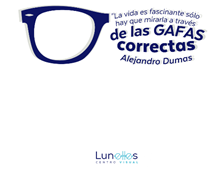 "La vida es fascinante sólo
hay que mirarla a través
de las GAFAS
correctas
Alejandro Dumas
Lunettes
CENTRO VISUAL